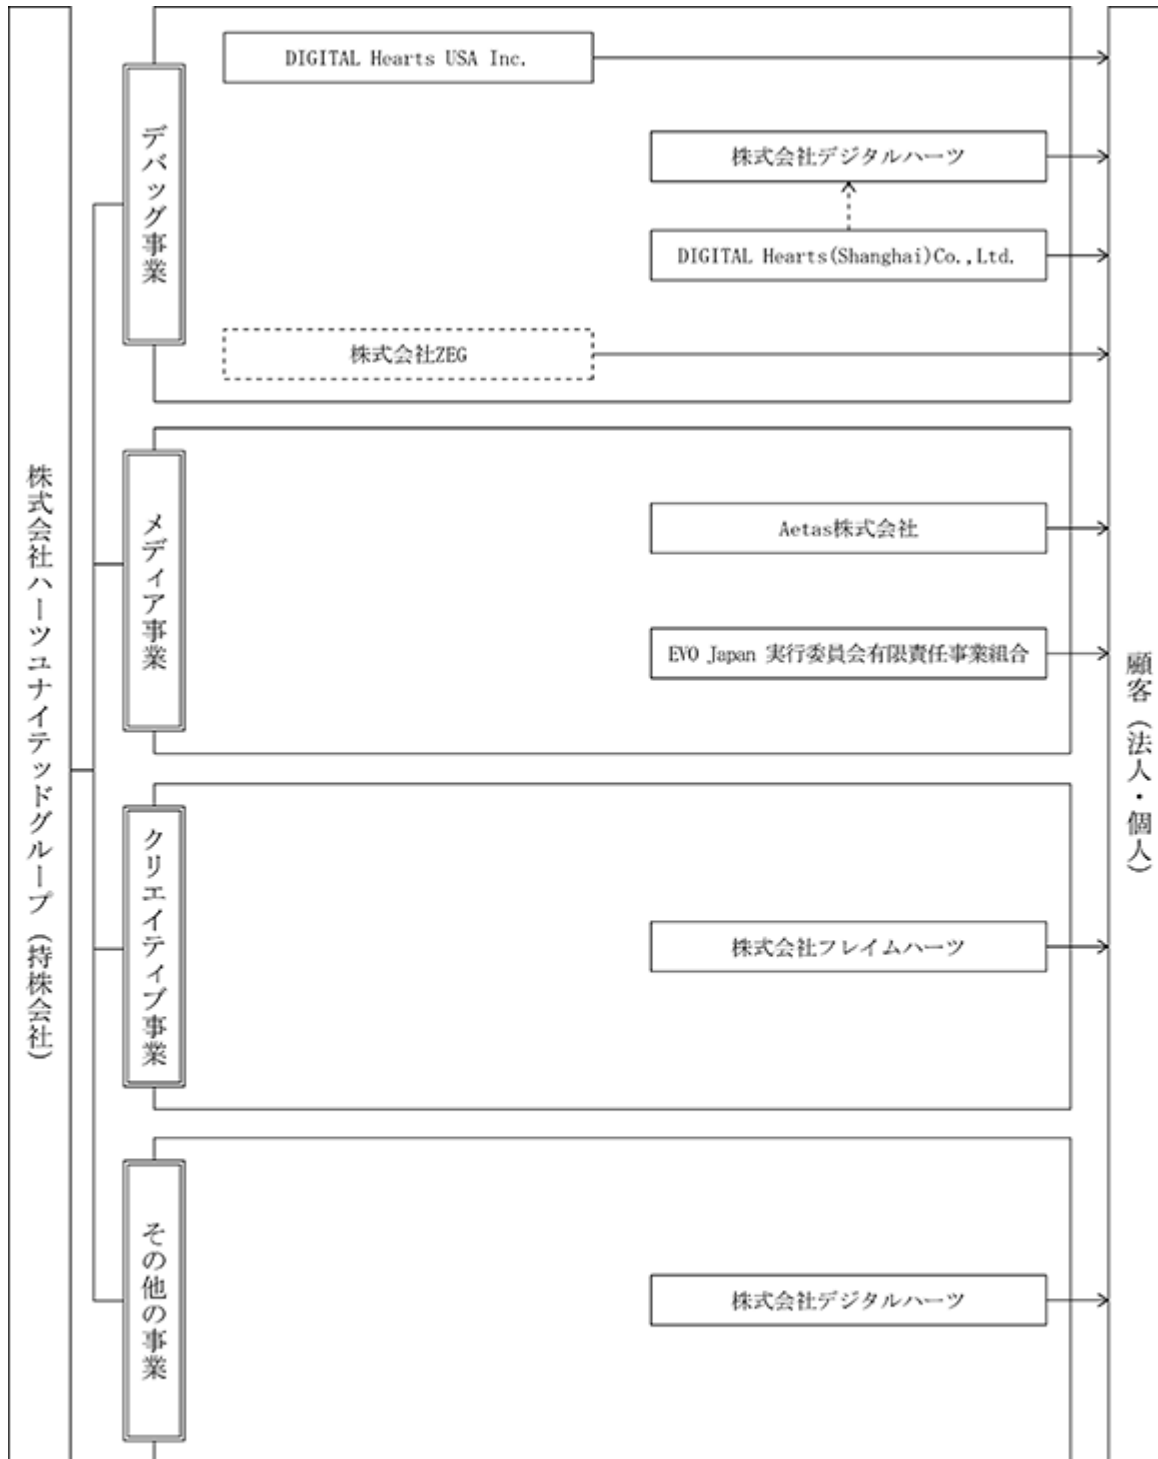 株式会社ハーツユナイテッドグループ（持株会社）
デバッグ事業
DIGITAL Hearts USA Inc.
株式会社デジタルハーツ
DIGITAL Hearts(Shanghai)Co.,Ltd.
株式会社ZEG
メディア事業
Aetas株式会社
EVO Japan 実行委員会有限責任事業組合
クリエイティブ事業
株式会社フレイムハーツ
その他の事業
株式会社デジタルハーツ
顧客（法人・個人）